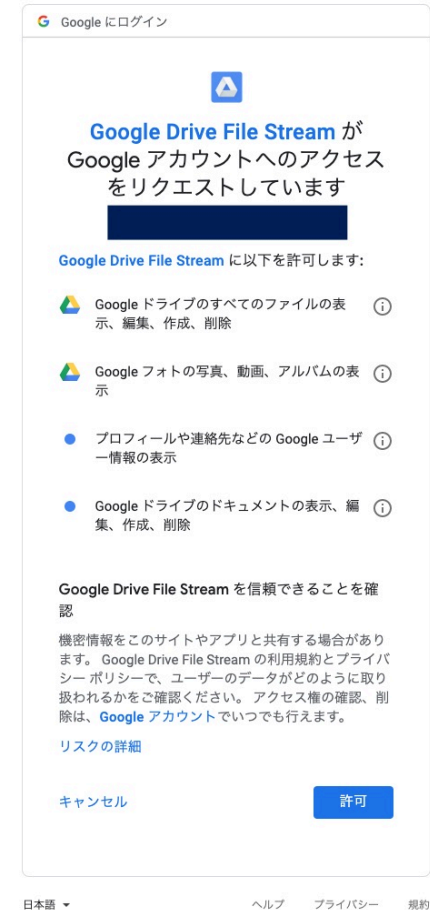 Google にログイン
Google Drive File Stream が
Google アカウントへのアクセス
をリクエストしています
Google Drive File Stream に以下を許可します:
Google ドライブのすべてのファイルの表
示、編集、作成、削除
Google フォトの写真、動画、アルバムの表
示
プロフィールや連絡先などの Google ユーザ
ー情報の表示
Google ドライブのドキュメントの表示、編
集、作成、削除
Google Drive File Stream を信頼できることを確
認
機密情報をこのサイトやアプリと共有する場合があり
ます。 Google Drive File Stream の利用規約とプライバ
シー ポリシーで、ユーザーのデータがどのように取り
扱われるかをご確認ください。 アクセス権の確認、削
除は、Google アカウントでいつでも行えます。
リスクの詳細
キャンセル 許可
日本語 ヘルプ プライバシー 規約